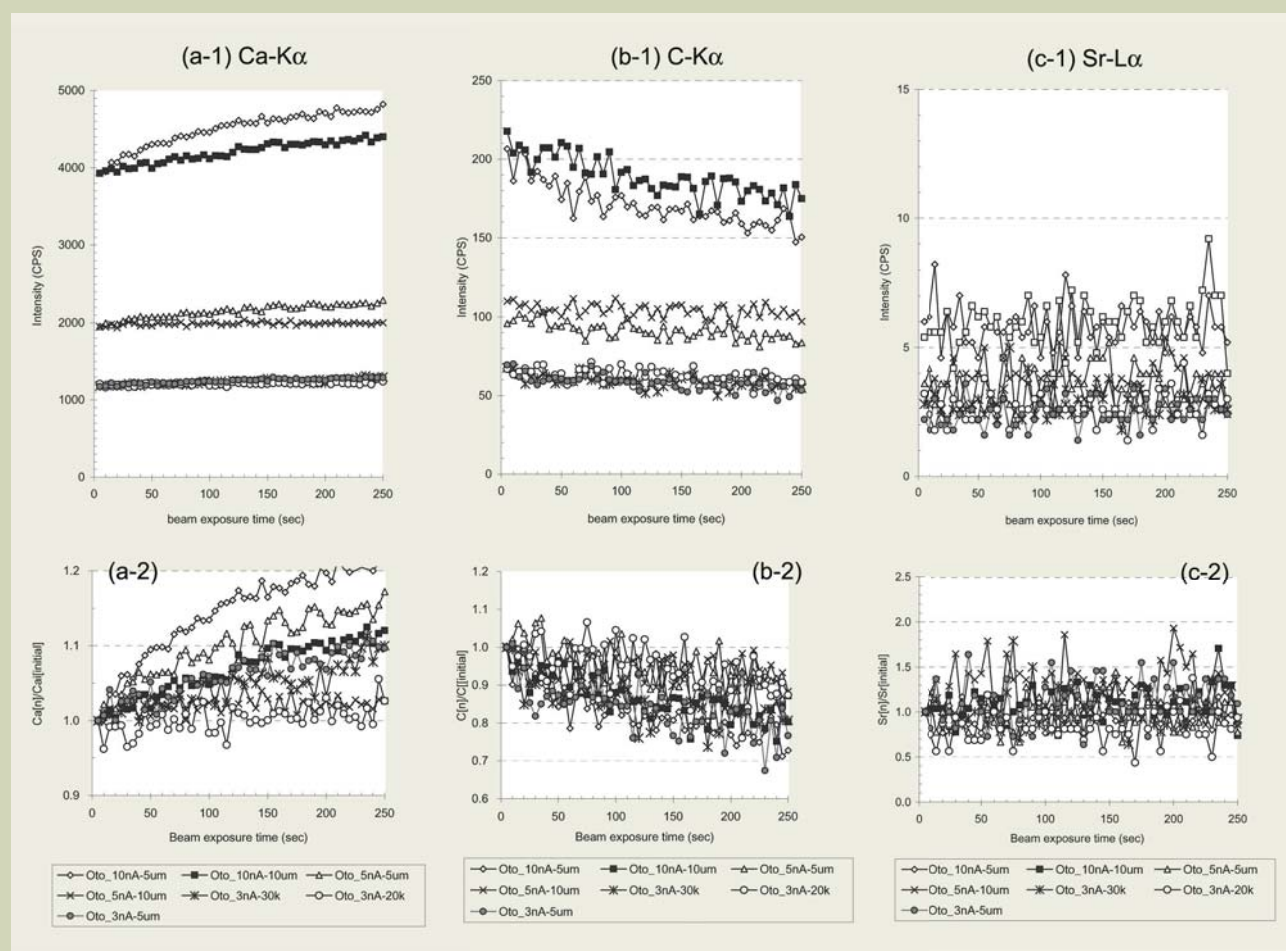 (a-1) Ca-Kα
(b-1) C-Kα
(c-1) Sr-Lα
5000
4000
3000
2000
1000
0
Intensity (CPS)
0 50 100 150 200 250
beam exposure time (sec)
250
200
150
100
50
0
Intensity (CPS)
0 50 100 150 200 250
beam exposure time (sec)
15
10
5
0
Intensity (CPS)
0 50 100 150 200 250
beam exposure time (sec)
(a-2)
1.2
1.1
1.0
0.9
Ca[n]/Cai[initial]
0 50 100 150 200 250
Beam exposure time (sec)
(b-2)
1.2
1.1
1.0
0.9
0.8
0.7
0.6
C[n]/C[[initial]
0 50 100 150 200 250
Beam exposure time (sec)
(c-2)
2.5
2.0
1.5
1.0
0.5
0.0
Sr[n]/Sr[initial]
0 50 100 150 200 250
Beam exposure time (sec)
Oto_10nA-5um Oto_10nA-10um Oto_5nA-5um
Oto_5nA-10um Oto_3nA-30k Oto_3nA-20k
Oto_3nA-5um
Oto_10nA-5um Oto_10nA-10um Oto_5nA-5um
Oto_5nA-10um Oto_3nA-30k Oto_3nA-20k
Oto_3nA-5um
Oto_10nA-5um Oto_10nA-10um Oto_5nA-5um
Oto_5nA-10um Oto_3nA-30k Oto_3nA-20k
Oto_3nA-5um